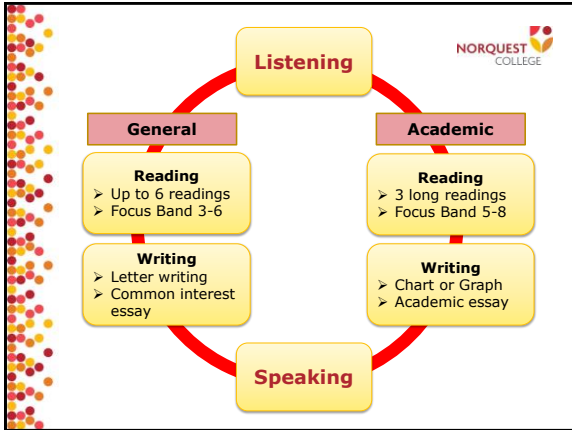 Listening
NORQUEST
COLLEGE
General
Reading
➢ Up to 6 readings
➢ Focus Band 3-6
Writing
➢ Letter writing
➢ Common interest
essay
Academic
Reading
➢ 3 long readings
➢ Focus Band 5-8
Writing
➢ Chart or Graph
➢ Academic essay
Speaking